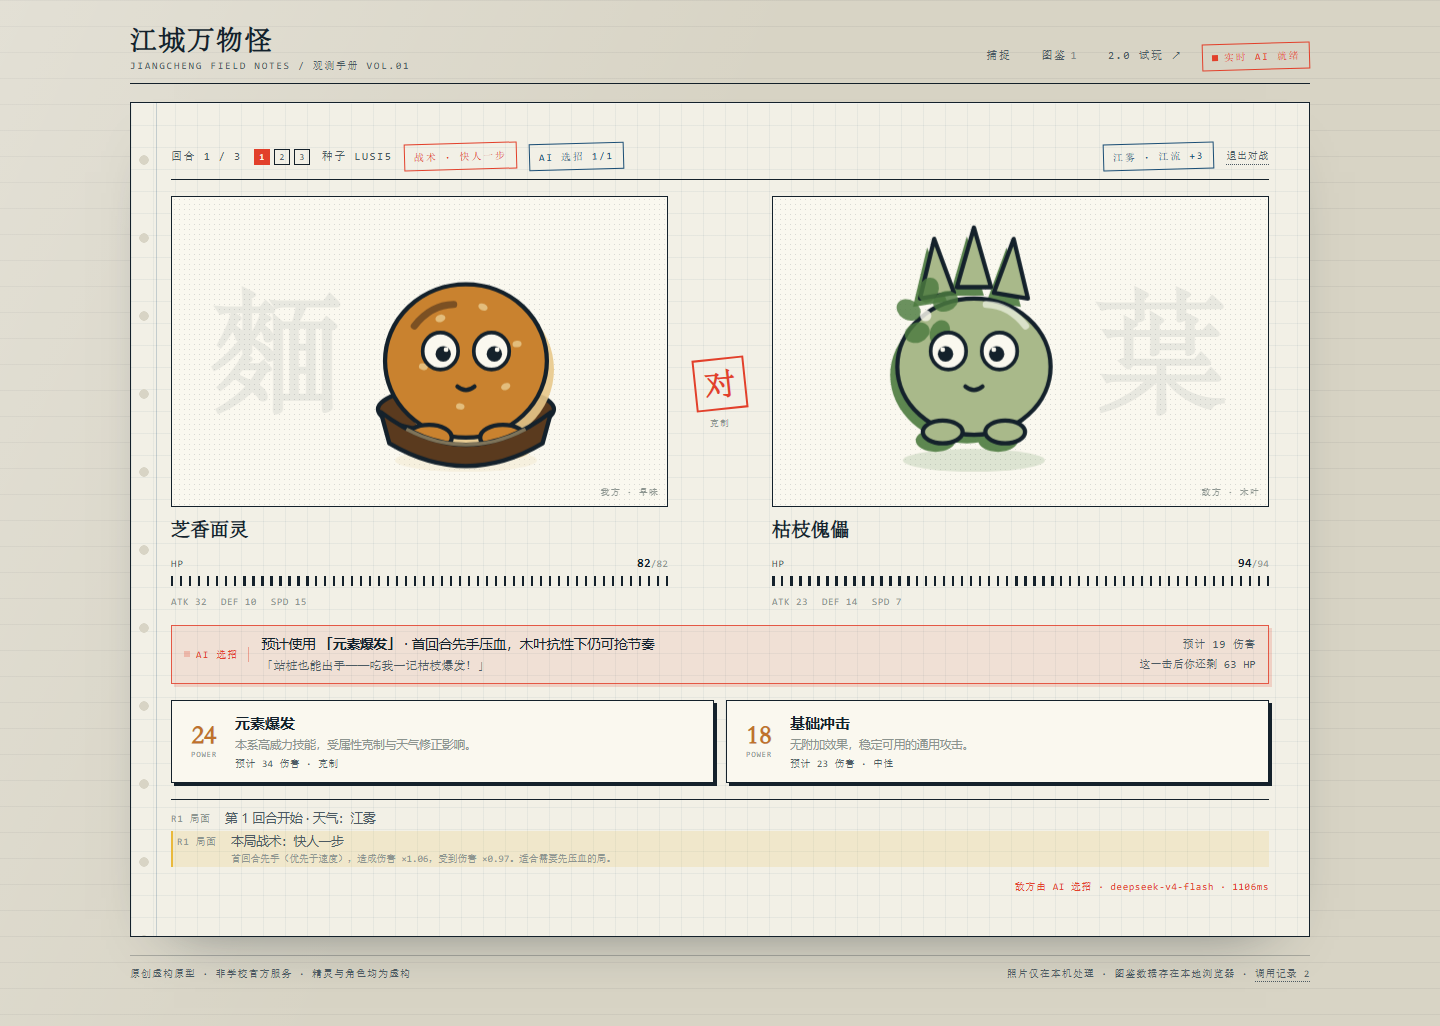 江城万物怪
JIANGCHENG FIELD NOTES / 观测手册 VOL.01
捕捉 图鉴 1 2.0 试玩 ↗ 实时 AI 就绪
回合 1 / 3 1 2 3 种子 LUSI5 战术 · 快人一步 AI 选招 1/1 江雾 · 江流 +3 退出对战
麵
我方 · 早味
对
克制
葉
敌方 · 木叶
芝香面灵
HP 82/82
ATK 32 DEF 10 SPD 15
枯枝傀儡
HP 94/94
ATK 23 DEF 14 SPD 7
AI 选招 预计使用 「元素爆发」 · 首回合先手压血，木叶抗性下仍可抢节奏
「站桩也能出手——吃我一记枯枝爆发！」
预计 19 伤害
这一击后你还剩 63 HP
24 POWER
元素爆发
本系高威力技能，受属性克制与天气修正影响。
预计 34 伤害 · 克制
18 POWER
基础冲击
无附加效果，稳定可用的通用攻击。
预计 23 伤害 · 中性
R1 局面 第 1 回合开始 · 天气：江雾
R1 局面 本局战术：快人一步
首回合先手（优先于速度），造成伤害 ×1.06，受到伤害 ×0.97。适合需要先压血的局。
敌方由 AI 选招 · deepseek-v4-flash · 1106ms
原创虚构原型 · 非学校官方服务 · 精灵与角色均为虚构
照片仅在本机处理 · 图鉴数据存在本地浏览器 · 调用记录 2